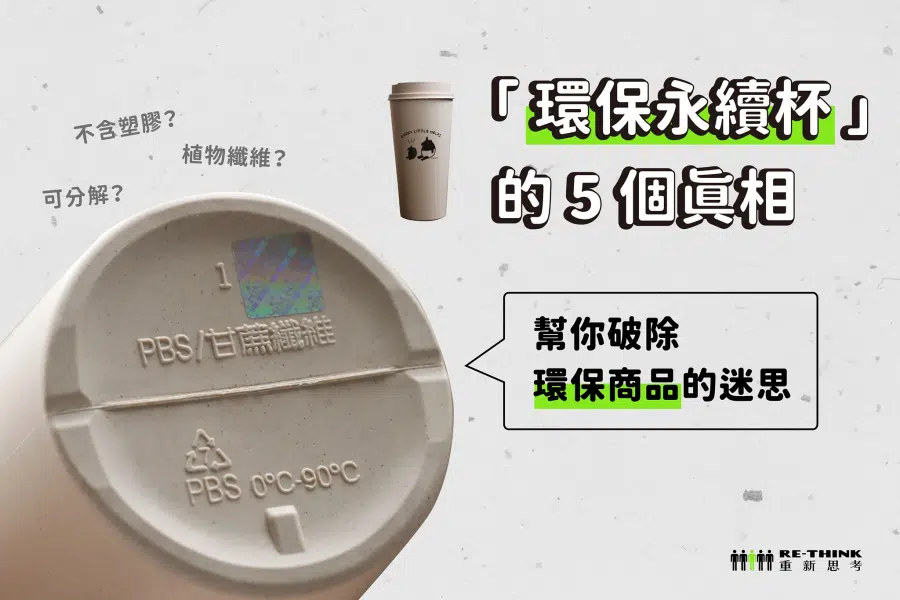 「環保永續杯」
的5個真相
不含塑膠？
植物纖維？
可分解？
1
PBS/甘蔗纖維
7
PBS 0°C-90°C
幫你破除
環保商品的迷思
RE-THINK
重新思考